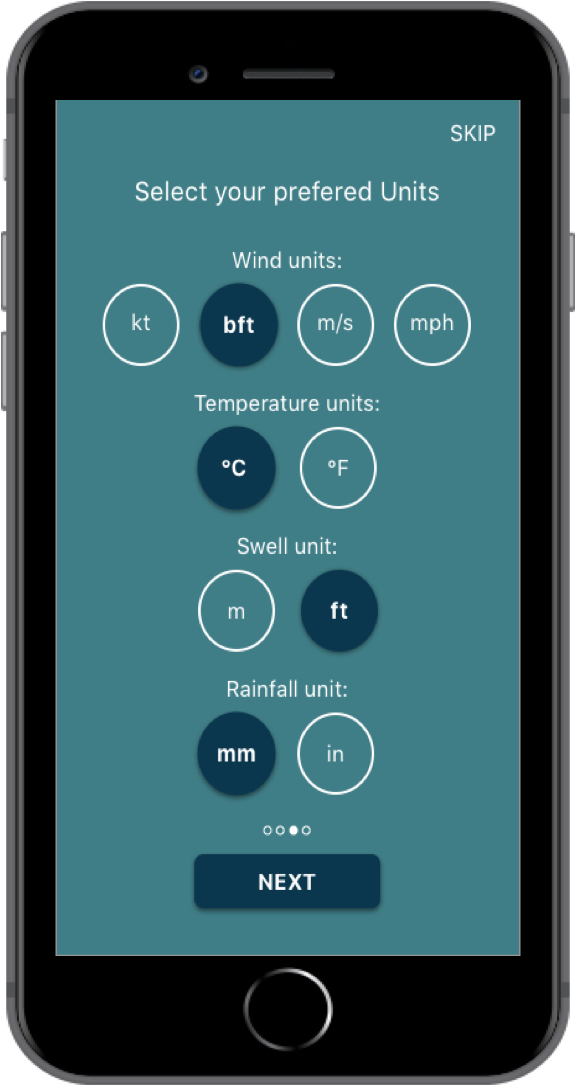 SKIP
Select your prefered Units
Wind units:
kt bft m/s mph
Temperature units:
°C °F
Swell unit:
m ft
Rainfall unit:
mm in
NEXT